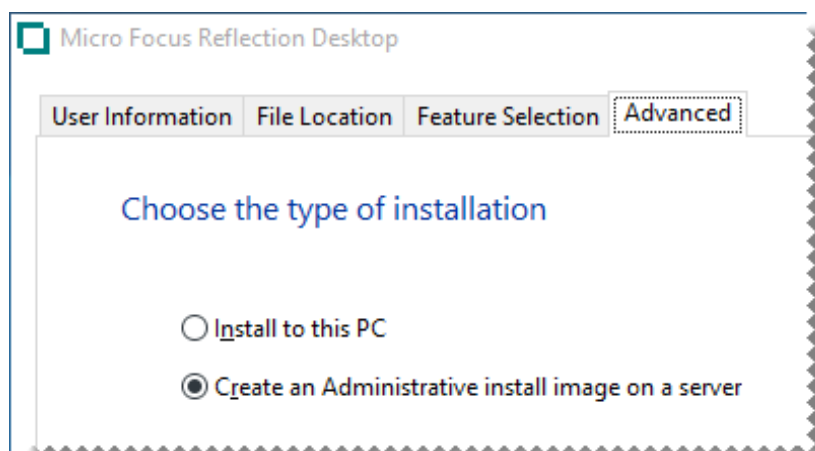 Micro Focus Reflection Desktop
User Information File Location Feature Selection Advanced
Choose the type of installation
Install to this PC
Create an Administrative install image on a server